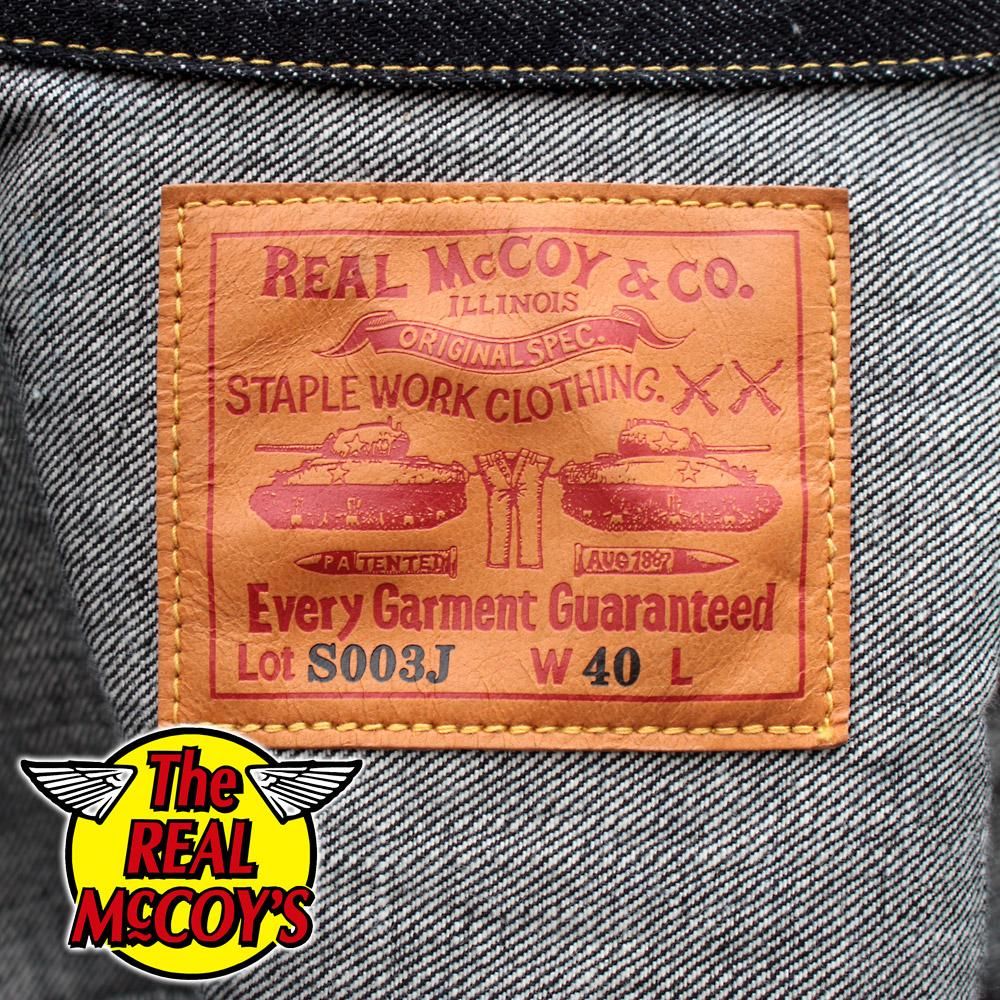 REAL McCOY & CO.
ILLINOIS
ORIGINAL SPEC.
STAPLE WORK CLOTHING.
PATENTED AUG 1887
Every Garment Guaranteed
Lot S003J W 40 L
The
REAL
McCOY'S